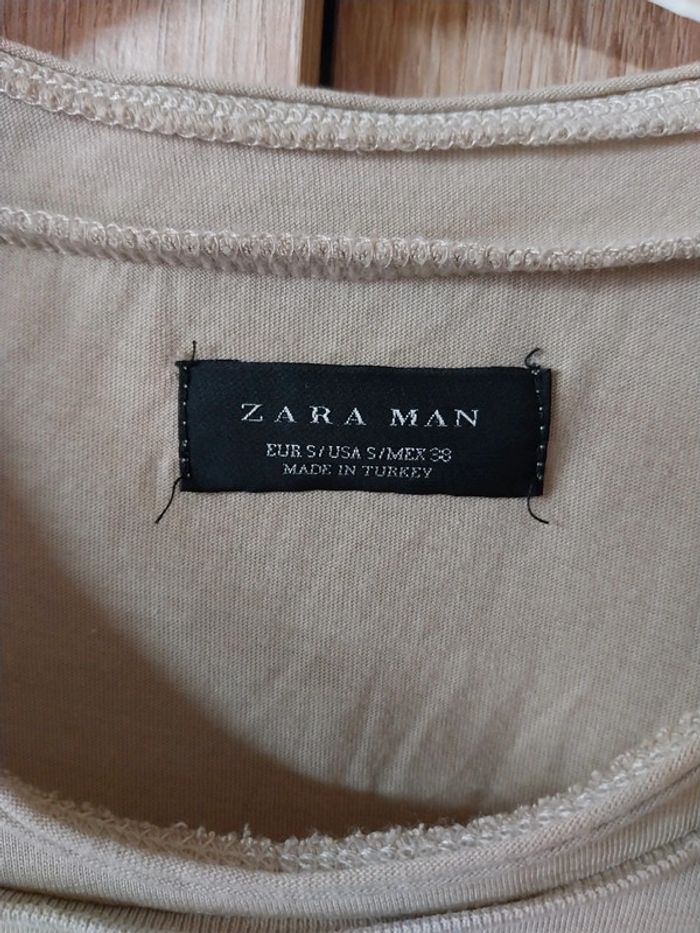 ZARA MAN
EUR S/USA S/MEX 38
MADE IN TURKEY